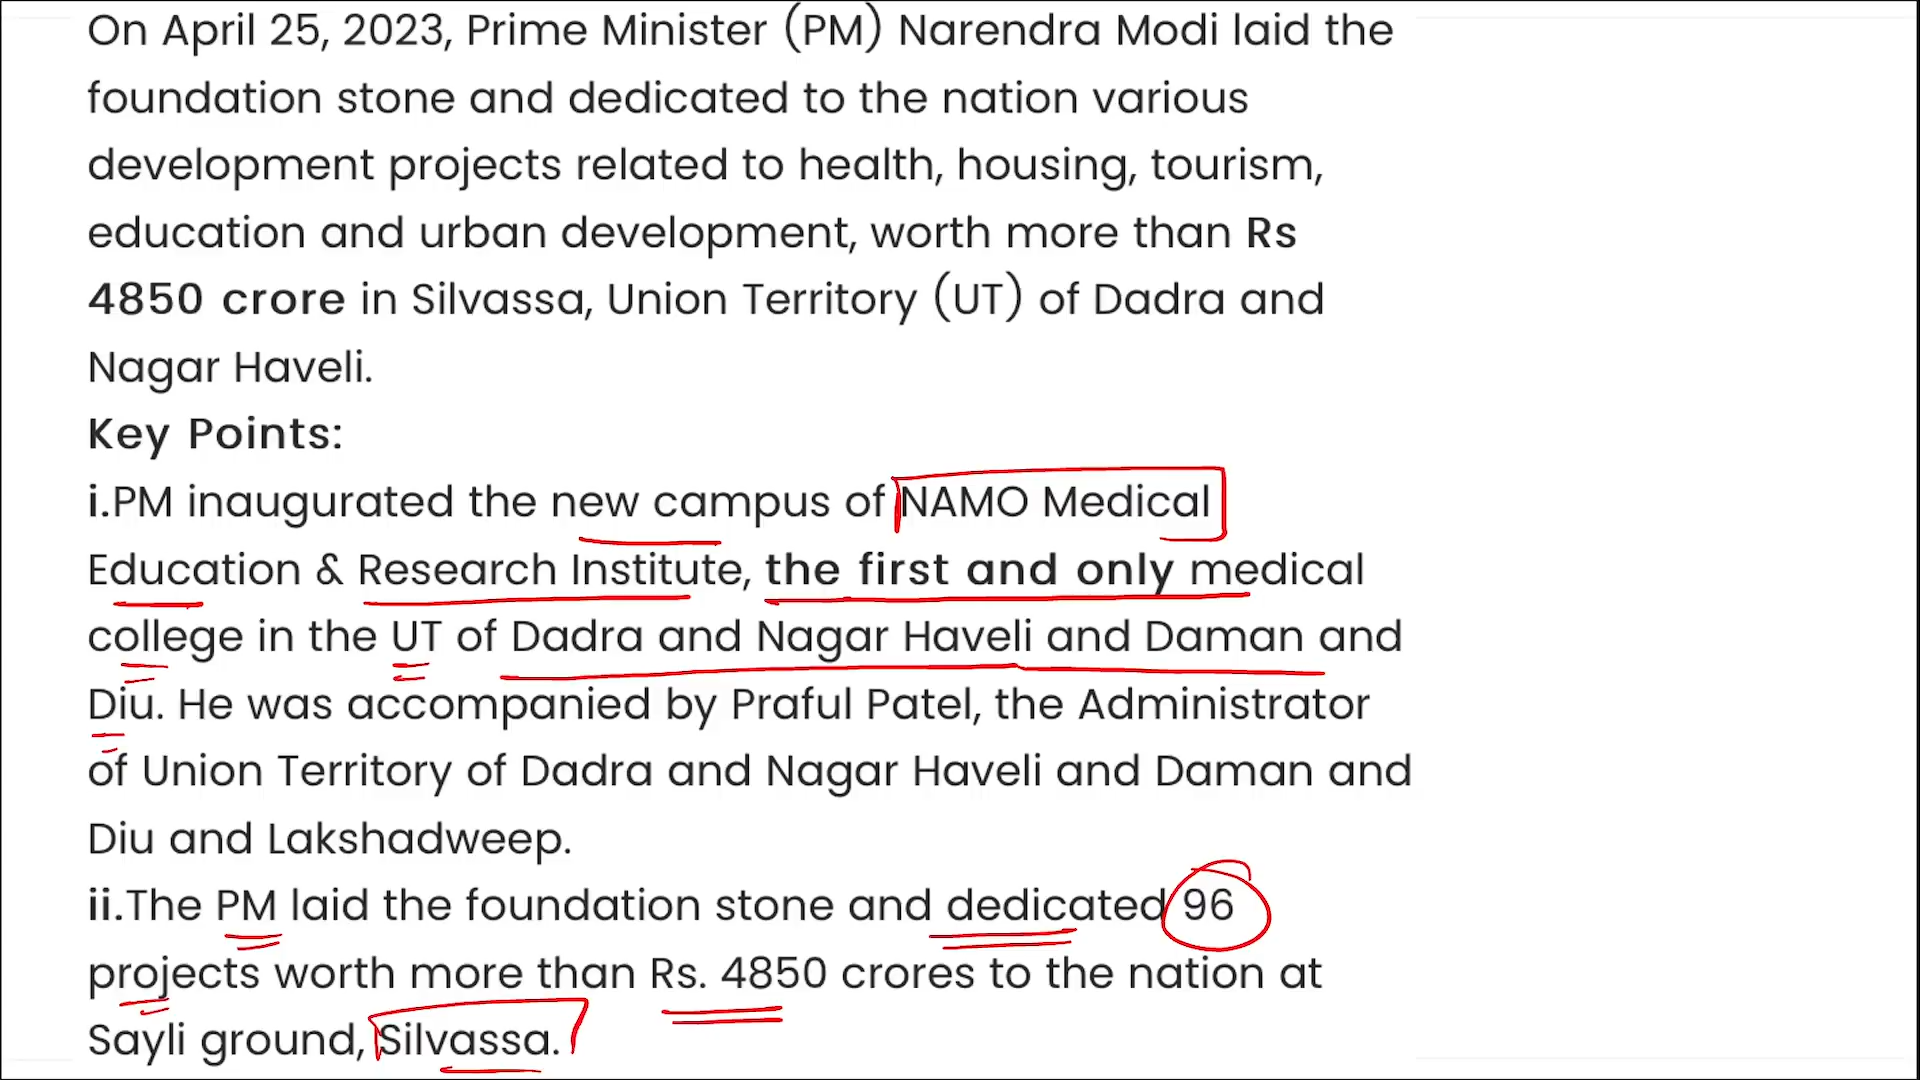 On April 25, 2023, Prime Minister (PM) Narendra Modi laid the
foundation stone and dedicated to the nation various
development projects related to health, housing, tourism,
education and urban development, worth more than Rs
4850 crore in Silvassa, Union Territory (UT) of Dadra and
Nagar Haveli.
Key Points:
i.PM inaugurated the new campus of NAMO Medical
Education & Research Institute, the first and only medical
college in the UT of Dadra and Nagar Haveli and Daman and
Diu. He was accompanied by Praful Patel, the Administrator
of Union Territory of Dadra and Nagar Haveli and Daman and
Diu and Lakshadweep.
ii.The PM laid the foundation stone and dedicated 96
projects worth more than Rs. 4850 crores to the nation at
Sayli ground, Silvassa.